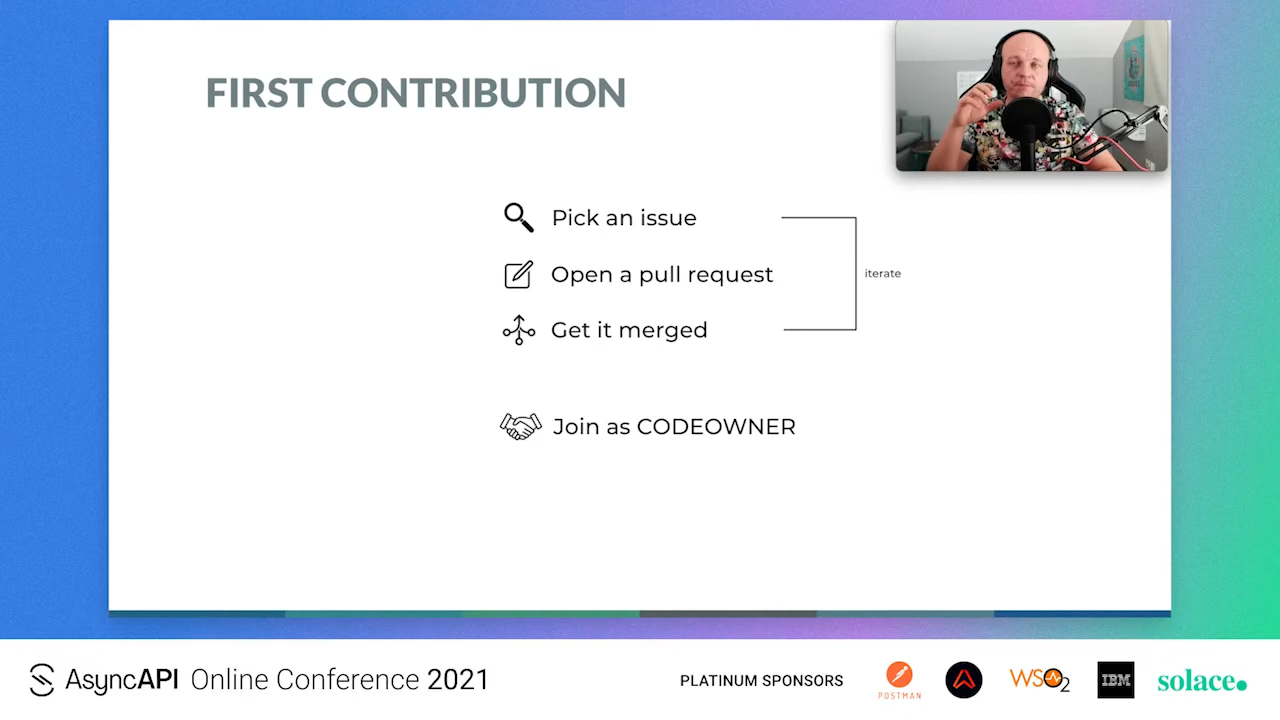 FIRST CONTRIBUTION
Pick an issue
Open a pull request
iterate
Get it merged
Join as CODEOWNER
AsyncAPI Online Conference 2021
PLATINUM SPONSORS
POSTMAN
WSO2
IBM
solace.